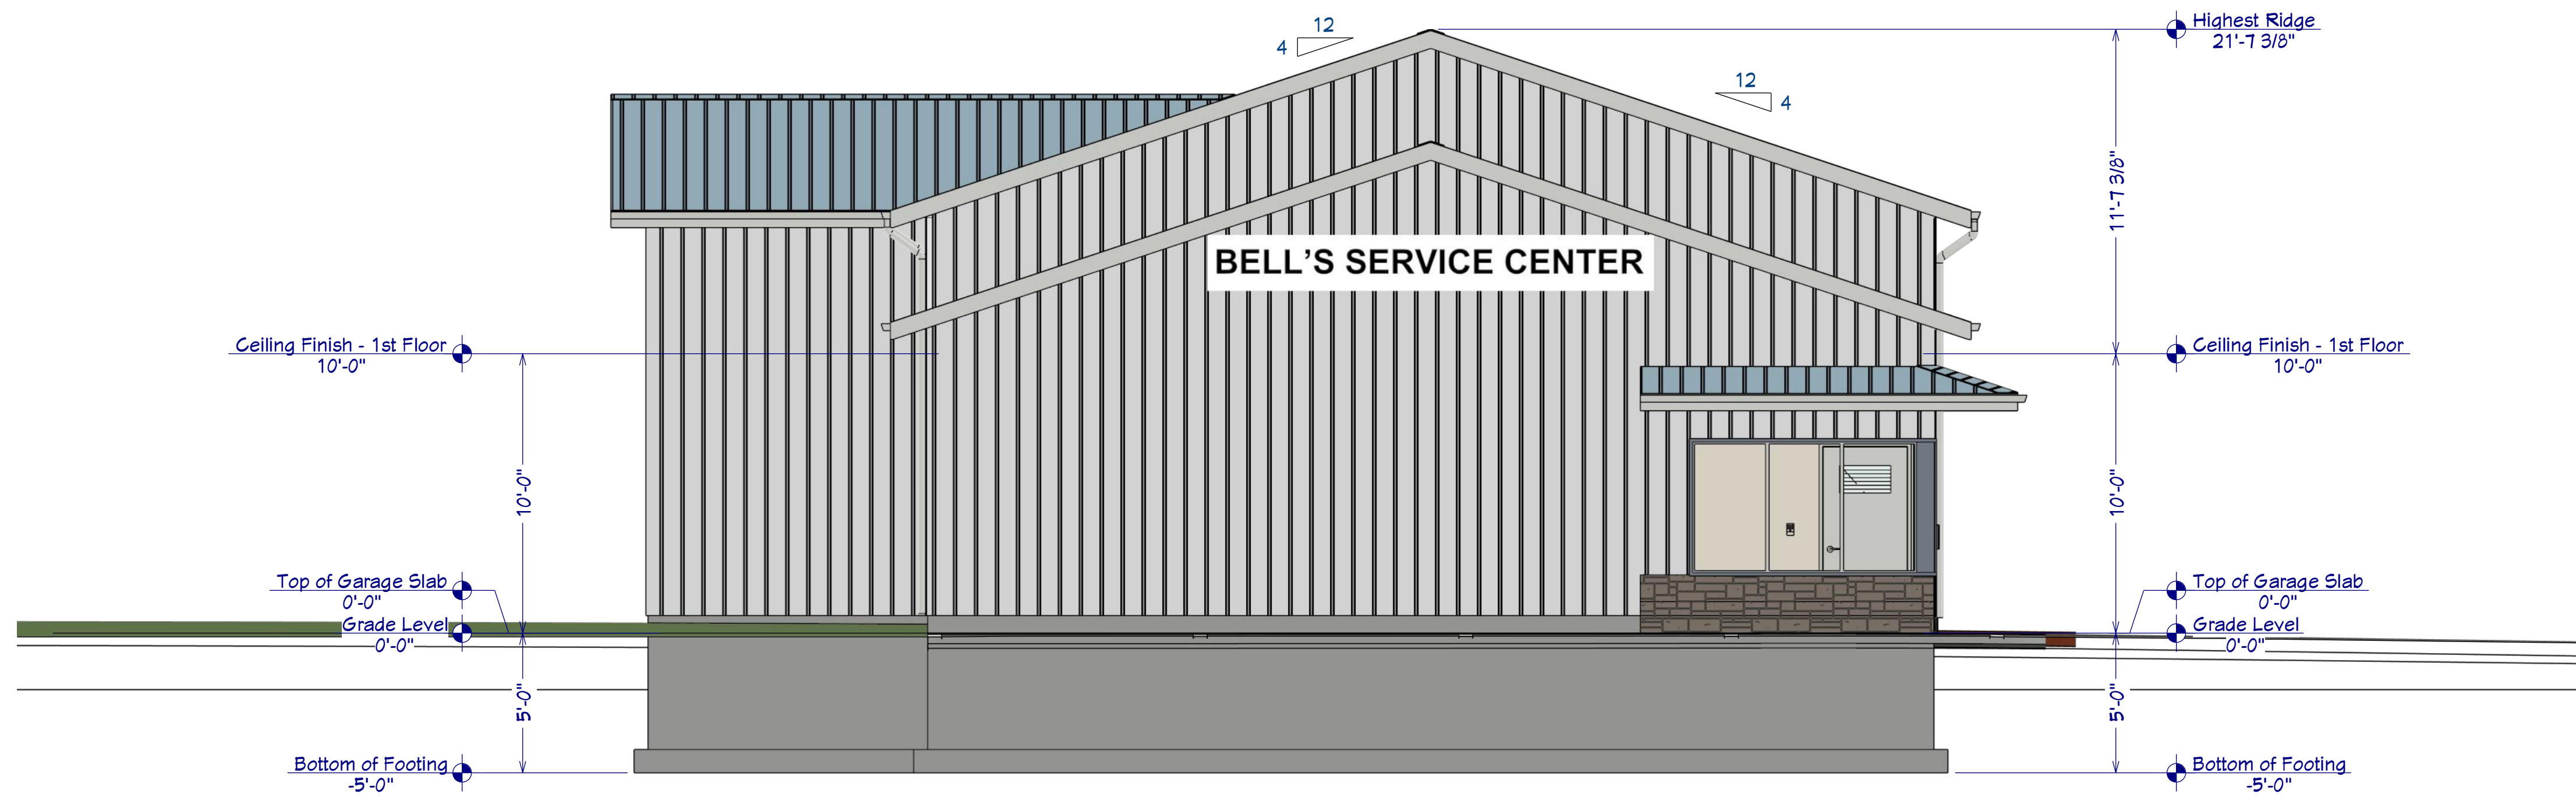 12
4
Highest Ridge
21'-7 3/8"
12
4
11'-7 3/8"
BELL'S SERVICE CENTER
Ceiling Finish - 1st Floor
10'-0"
Ceiling Finish - 1st Floor
10'-0"
10'-0"
10'-0"
Top of Garage Slab
0'-0"
Top of Garage Slab
0'-0"
Grade Level
0'-0"
Grade Level
0'-0"
5'-0"
5'-0"
Bottom of Footing
-5'-0"
Bottom of Footing
-5'-0"